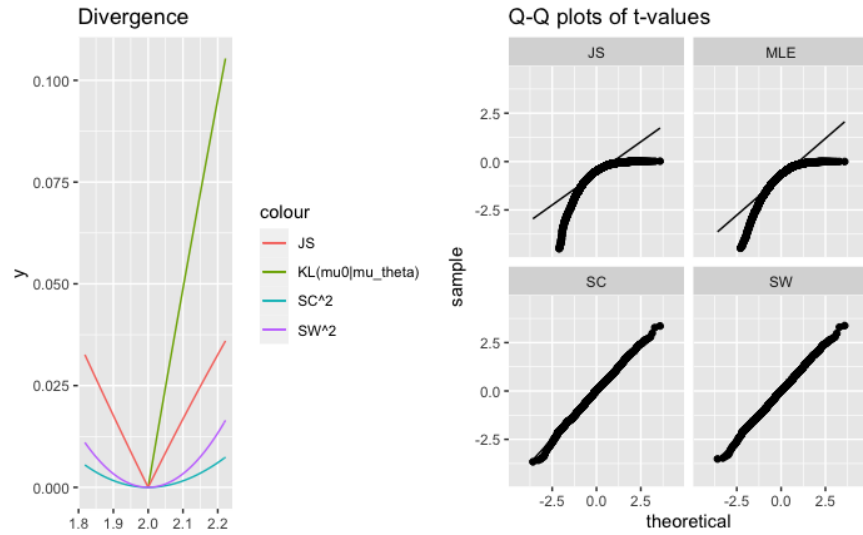 Divergence
y
0.100
0.075
0.050
0.025
0.000
1.8 1.9 2.0 2.1 2.2
colour
JS
KL(mu0|mu_theta)
SC^2
SW^2
Q-Q plots of t-values
JS MLE
2.5
0.0
-2.5
sample
SC SW
2.5
0.0
-2.5
-2.5 0.0 2.5 -2.5 0.0 2.5
theoretical